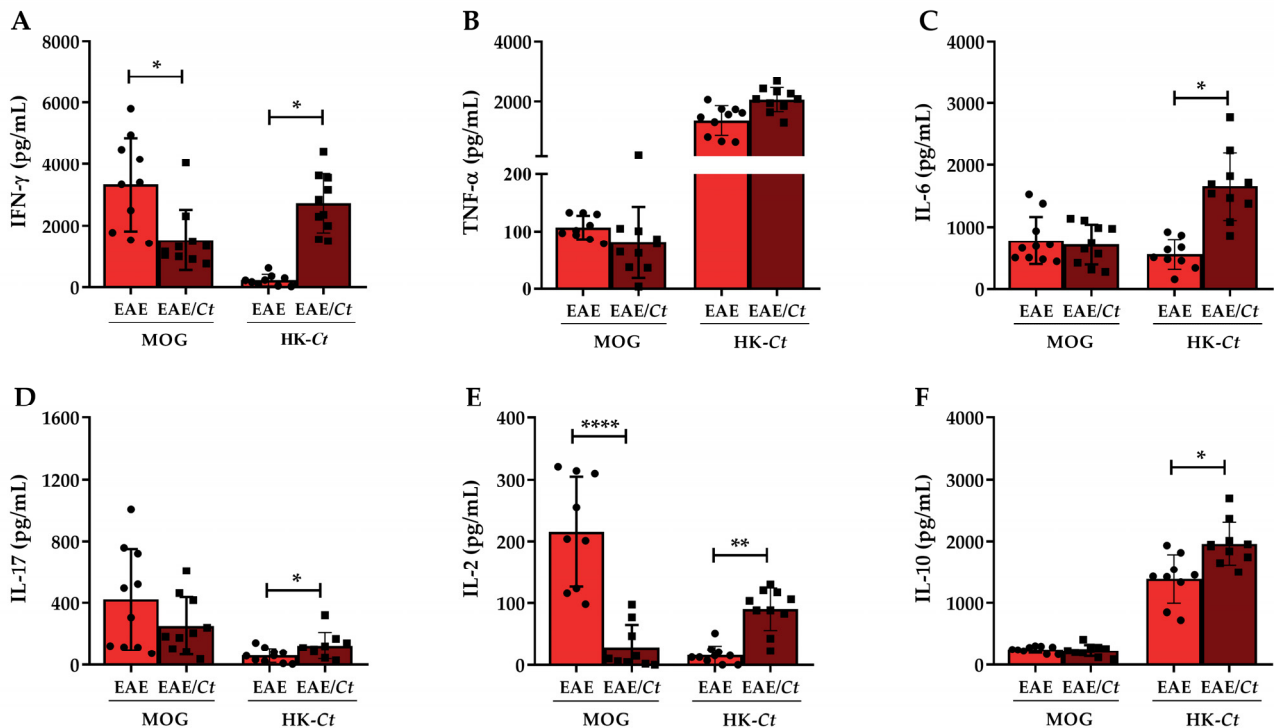 A
IFN-γ (pg/mL)
8000
6000
4000
2000
0
*
*
EAE EAE/Ct EAE EAE/Ct
MOG HK-Ct
B
TNF-α (pg/mL)
4000
2000
200
100
0
EAE EAE/Ct EAE EAE/Ct
MOG HK-Ct
C
IL-6 (pg/mL)
4000
3000
2000
1000
0
*
EAE EAE/Ct EAE EAE/Ct
MOG HK-Ct
D
IL-17 (pg/mL)
1600
1200
800
400
0
*
EAE EAE/Ct EAE EAE/Ct
MOG HK-Ct
E
IL-2 (pg/mL)
400
300
200
100
0
****
**
EAE EAE/Ct EAE EAE/Ct
MOG HK-Ct
F
IL-10 (pg/mL)
4000
3000
2000
1000
0
*
EAE EAE/Ct EAE EAE/Ct
MOG HK-Ct